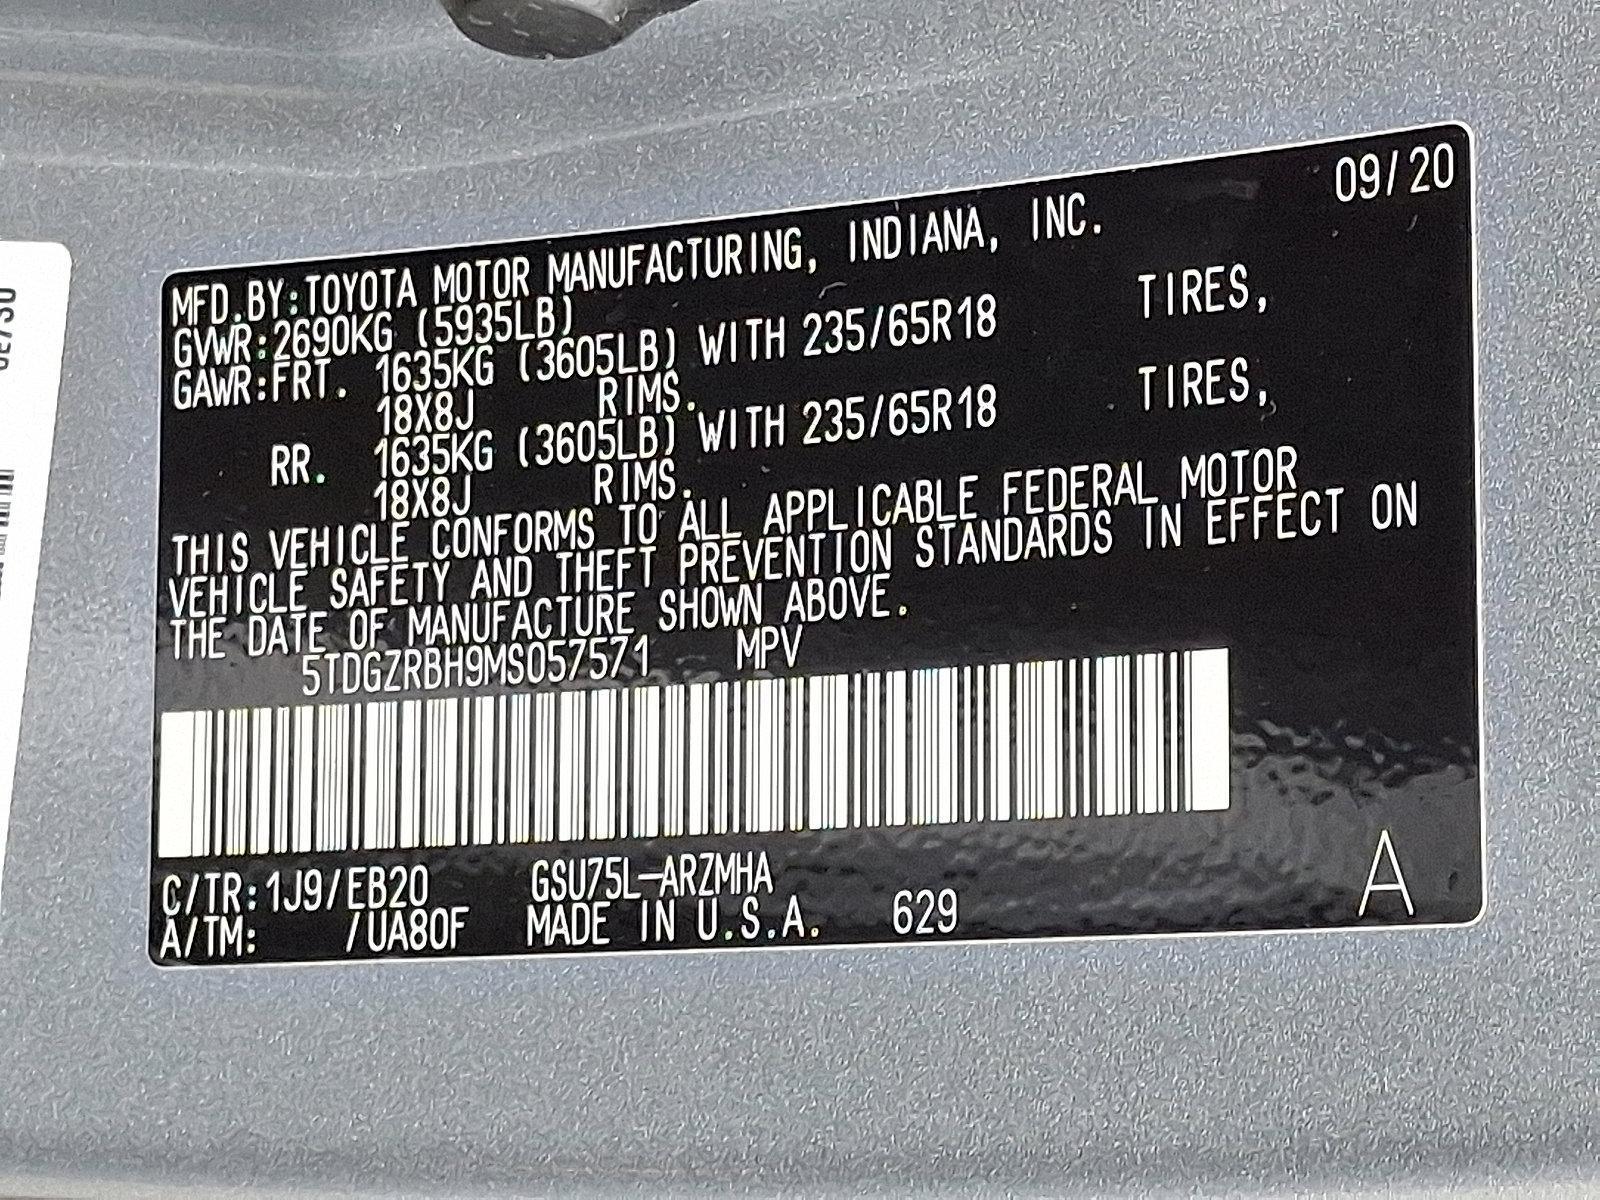 09/20
MFD.BY:TOYOTA MOTOR MANUFACTURING, INDIANA, INC.
GVWR:2690KG (5935LB)
GAWR:FRT. 1635KG (3605LB) WITH 235/65R18 TIRES,
18X8J RIMS.
RR. 1635KG (3605LB) WITH 235/65R18 TIRES,
18X8J RIMS.
THIS VEHICLE CONFORMS TO ALL APPLICABLE FEDERAL MOTOR
VEHICLE SAFETY AND THEFT PREVENTION STANDARDS IN EFFECT ON
THE DATE OF MANUFACTURE SHOWN ABOVE.
5TDGZRBH9MS057571 MPV
C/TR:1J9/EB20 GSU75L-ARZMHA
A/TM: /UA80F MADE IN U.S.A. 629
A